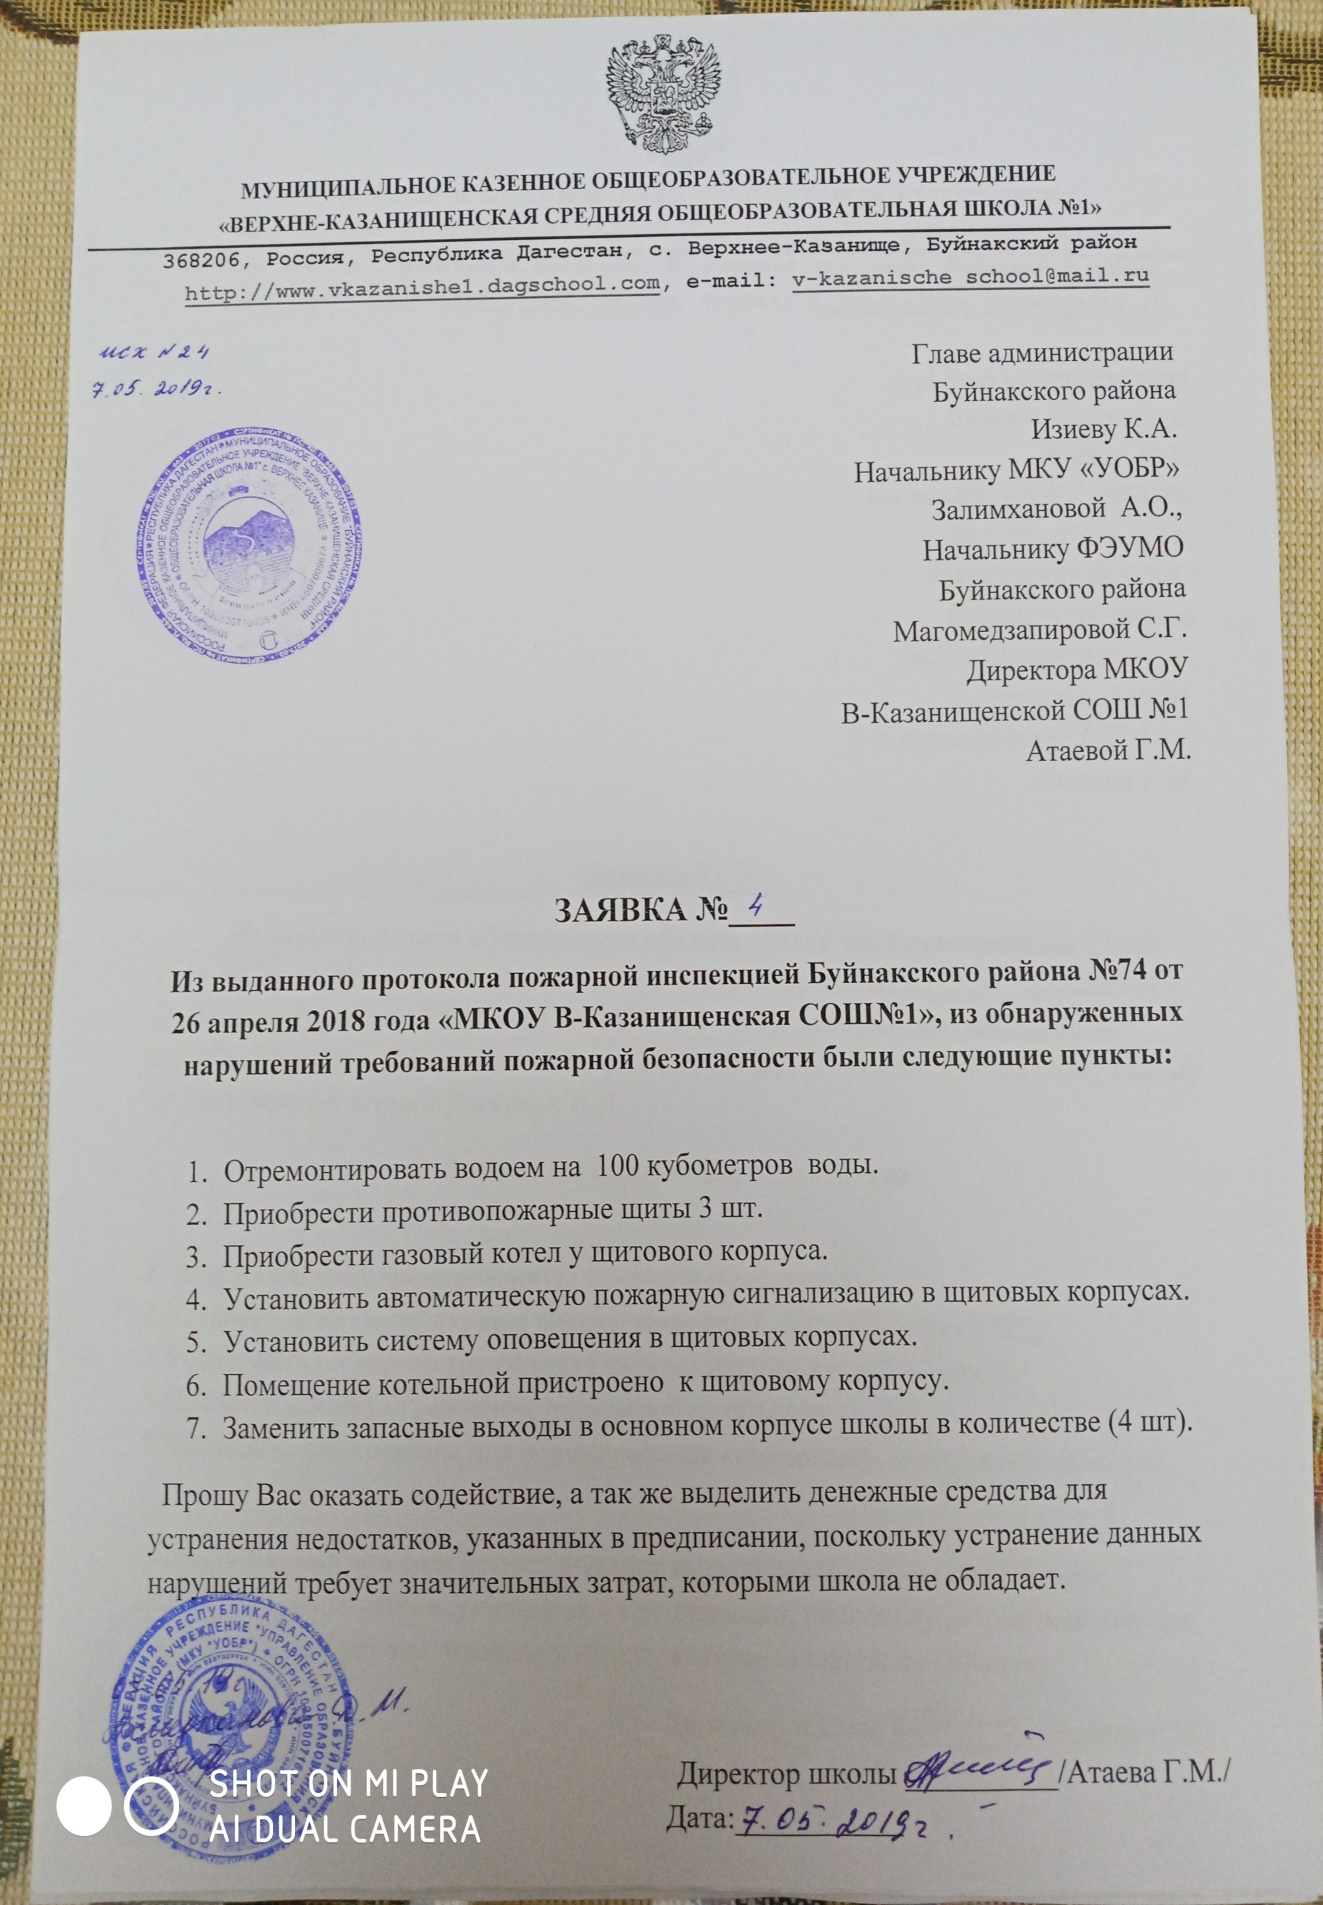 МУНИЦИПАЛЬНОЕ КАЗЕННОЕ ОБЩЕОБРАЗОВАТЕЛЬНОЕ УЧРЕЖДЕНИЕ
«ВЕРХНЕ-КАЗАНИЩЕНСКАЯ СРЕДНЯЯ ОБЩЕОБРАЗОВАТЕЛЬНАЯ ШКОЛА №1»
368206, Россия, Республика Дагестан, с. Верхнее-Казанище, Буйнакский район
http://www.vkazanishe1.dagschool.com, e-mail: v-kazanische school@mail.ru
исх №24
7.05. 2019г.
Главе администрации
Буйнакского района
Изиеву К.А.
Начальнику МКУ «УОБР»
Залимхановой А.О.,
Начальнику ФЭУМО
Буйнакского района
Магомедзапировой С.Г.
Директора МКОУ
В-Казанищенской СОШ №1
Атаевой Г.М.
ЗАЯВКА № 4
Из выданного протокола пожарной инспекцией Буйнакского района №74 от
26 апреля 2018 года «МКОУ В-Казанищенская СОШ№1», из обнаруженных
нарушений требований пожарной безопасности были следующие пункты:
1. Отремонтировать водоем на 100 кубометров воды.
2. Приобрести противопожарные щиты 3 шт.
3. Приобрести газовый котел у щитового корпуса.
4. Установить автоматическую пожарную сигнализацию в щитовых корпусах.
5. Установить систему оповещения в щитовых корпусах.
6. Помещение котельной пристроено к щитовому корпусу.
7. Заменить запасные выходы в основном корпусе школы в количестве (4 шт).
Прошу Вас оказать содействие, а так же выделить денежные средства для
устранения недостатков, указанных в предписании, поскольку устранение данных
нарушений требует значительных затрат, которыми школа не обладает.
Директор школы /Атаева Г.М./
Дата: 7.05. 2019г.
SHOT ON MI PLAY
AI DUAL CAMERA